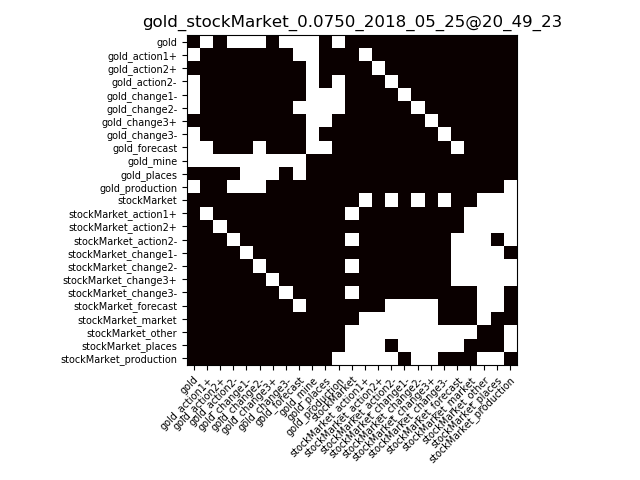 gold_stockMarket_0.0750_2018_05_25@20_49_23
gold
gold_action1+
gold_action2+
gold_action2-
gold_change1-
gold_change2-
gold_change3+
gold_change3-
gold_forecast
gold_mine
gold_places
gold_production
stockMarket
stockMarket_action1+
stockMarket_action2+
stockMarket_action2-
stockMarket_change1-
stockMarket_change2-
stockMarket_change3+
stockMarket_change3-
stockMarket_forecast
stockMarket_market
stockMarket_other
stockMarket_places
stockMarket_production
gold
gold_action1+
gold_action2+
gold_action2-
gold_change1-
gold_change2-
gold_change3+
gold_change3-
gold_forecast
gold_mine
gold_places
gold_production
stockMarket
stockMarket_action1+
stockMarket_action2+
stockMarket_action2-
stockMarket_change1-
stockMarket_change2-
stockMarket_change3+
stockMarket_change3-
stockMarket_forecast
stockMarket_market
stockMarket_other
stockMarket_places
stockMarket_production